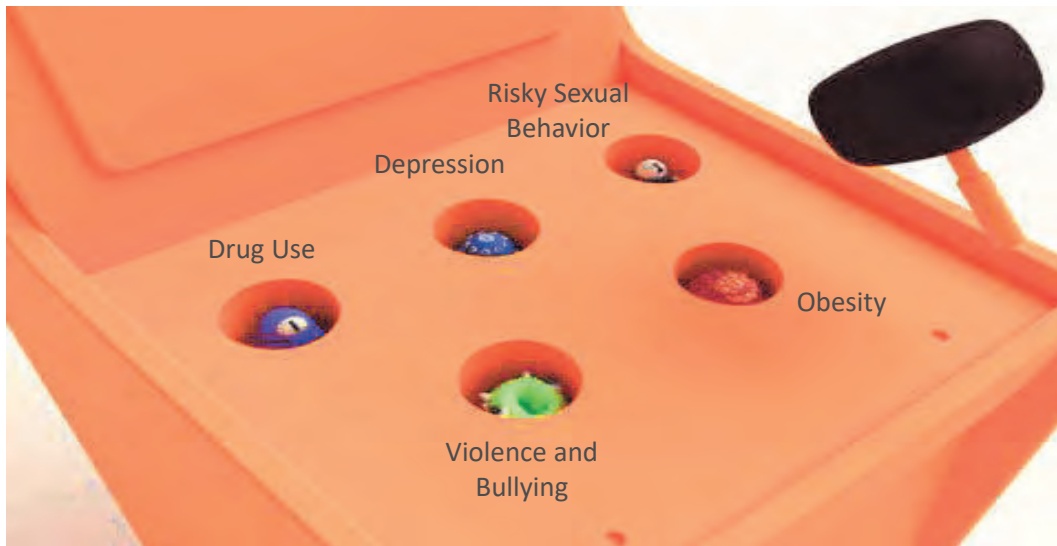 Risky Sexual
Behavior
Depression
Drug Use
Obesity
Violence and
Bullying